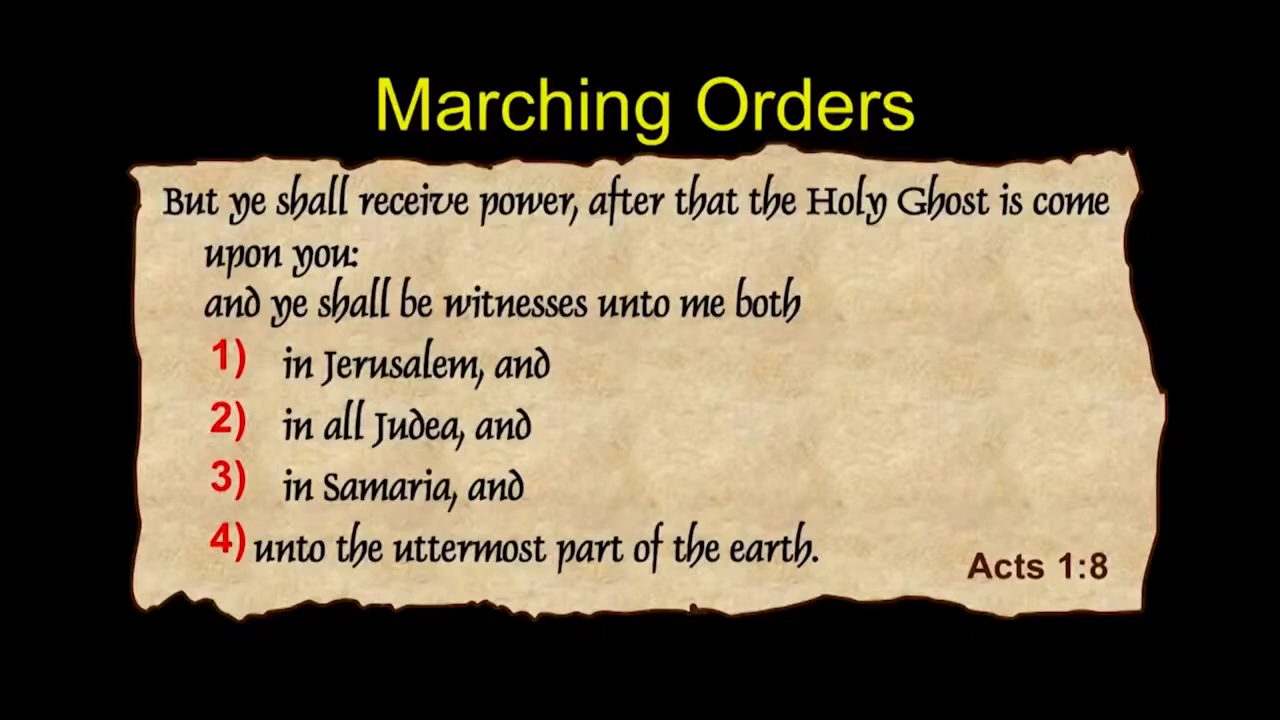 Marching Orders
But ye shall receive power, after that the Holy Ghost is come
upon you:
and ye shall be witnesses unto me both
1) in Jerusalem, and
2) in all Judea, and
3) in Samaria, and
4) unto the uttermost part of the earth.
Acts 1:8